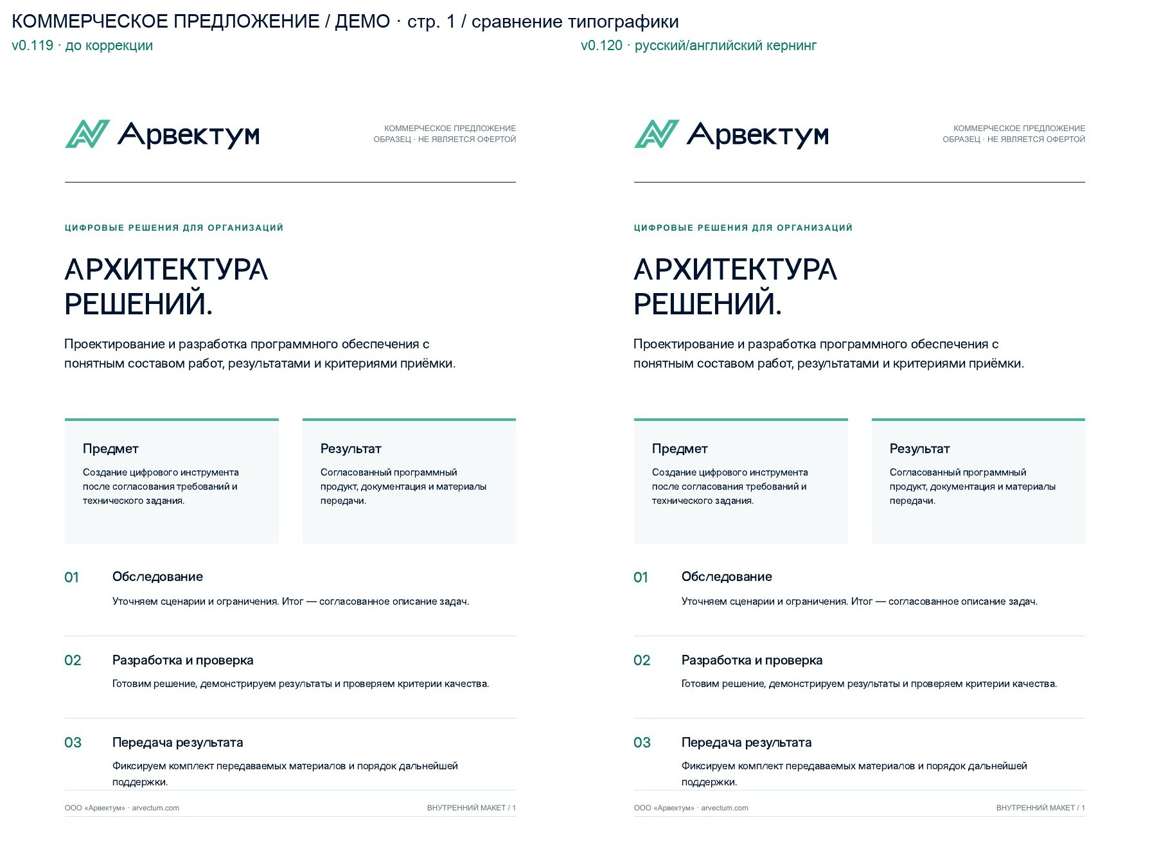 КОММЕРЧЕСКОЕ ПРЕДЛОЖЕНИЕ / ДЕМО · стр. 1 / сравнение типографики
v0.119 · до коррекции
Арвектум
КОММЕРЧЕСКОЕ ПРЕДЛОЖЕНИЕ
ОБРАЗЕЦ · НЕ ЯВЛЯЕТСЯ ОФЕРТОЙ
ЦИФРОВЫЕ РЕШЕНИЯ ДЛЯ ОРГАНИЗАЦИЙ
АРХИТЕКТУРА
РЕШЕНИЙ.
Проектирование и разработка программного обеспечения с
понятным составом работ, результатами и критериями приёмки.
Предмет
Создание цифрового инструмента
после согласования требований и
технического задания.
Результат
Согласованный программный
продукт, документация и материалы
передачи.
01
Обследование
Уточняем сценарии и ограничения. Итог — согласованное описание задач.
02
Разработка и проверка
Готовим решение, демонстрируем результаты и проверяем критерии качества.
03
Передача результата
Фиксируем комплект передаваемых материалов и порядок дальнейшей
поддержки.
ООО «Арвектум» · arvectum.com
ВНУТРЕННИЙ МАКЕТ / 1
v0.120 · русский/английский кернинг
Арвектум
КОММЕРЧЕСКОЕ ПРЕДЛОЖЕНИЕ
ОБРАЗЕЦ · НЕ ЯВЛЯЕТСЯ ОФЕРТОЙ
ЦИФРОВЫЕ РЕШЕНИЯ ДЛЯ ОРГАНИЗАЦИЙ
АРХИТЕКТУРА
РЕШЕНИЙ.
Проектирование и разработка программного обеспечения с
понятным составом работ, результатами и критериями приёмки.
Предмет
Создание цифрового инструмента
после согласования требований и
технического задания.
Результат
Согласованный программный
продукт, документация и материалы
передачи.
01
Обследование
Уточняем сценарии и ограничения. Итог — согласованное описание задач.
02
Разработка и проверка
Готовим решение, демонстрируем результаты и проверяем критерии качества.
03
Передача результата
Фиксируем комплект передаваемых материалов и порядок дальнейшей
поддержки.
ООО «Арвектум» · arvectum.com
ВНУТРЕННИЙ МАКЕТ / 1